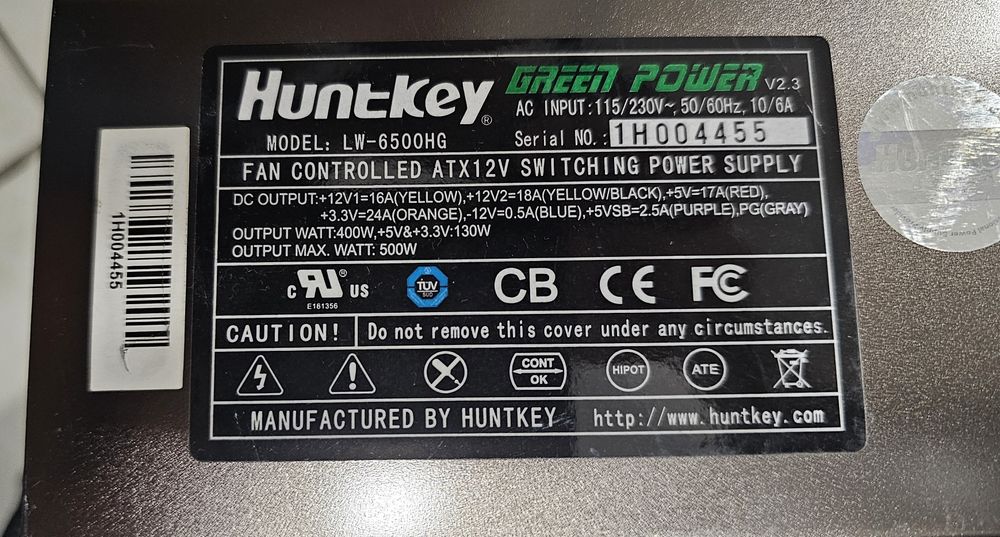 Huntkey® GREEN POWER V2.3
AC INPUT:115/230V~, 50/60Hz, 10/6A
MODEL: LW-6500HG Serial NO.: 1H004455
FAN CONTROLLED ATX12V SWITCHING POWER SUPPLY
DC OUTPUT:+12V1=16A(YELLOW),+12V2=18A(YELLOW/BLACK),+5V=17A(RED),
+3.3V=24A(ORANGE),-12V=0.5A(BLUE),+5VSB=2.5A(PURPLE),PG(GRAY)
OUTPUT WATT:400W,+5V&+3.3V:130W
OUTPUT MAX. WATT: 500W
C RU® US TÜV CB CE FC
E161356 SÜD
CAUTION! Do not remove this cover under any circumstances.
CONT OK HIPOT ATE
MANUFACTURED BY HUNTKEY http://www.huntkey.com
1H004455